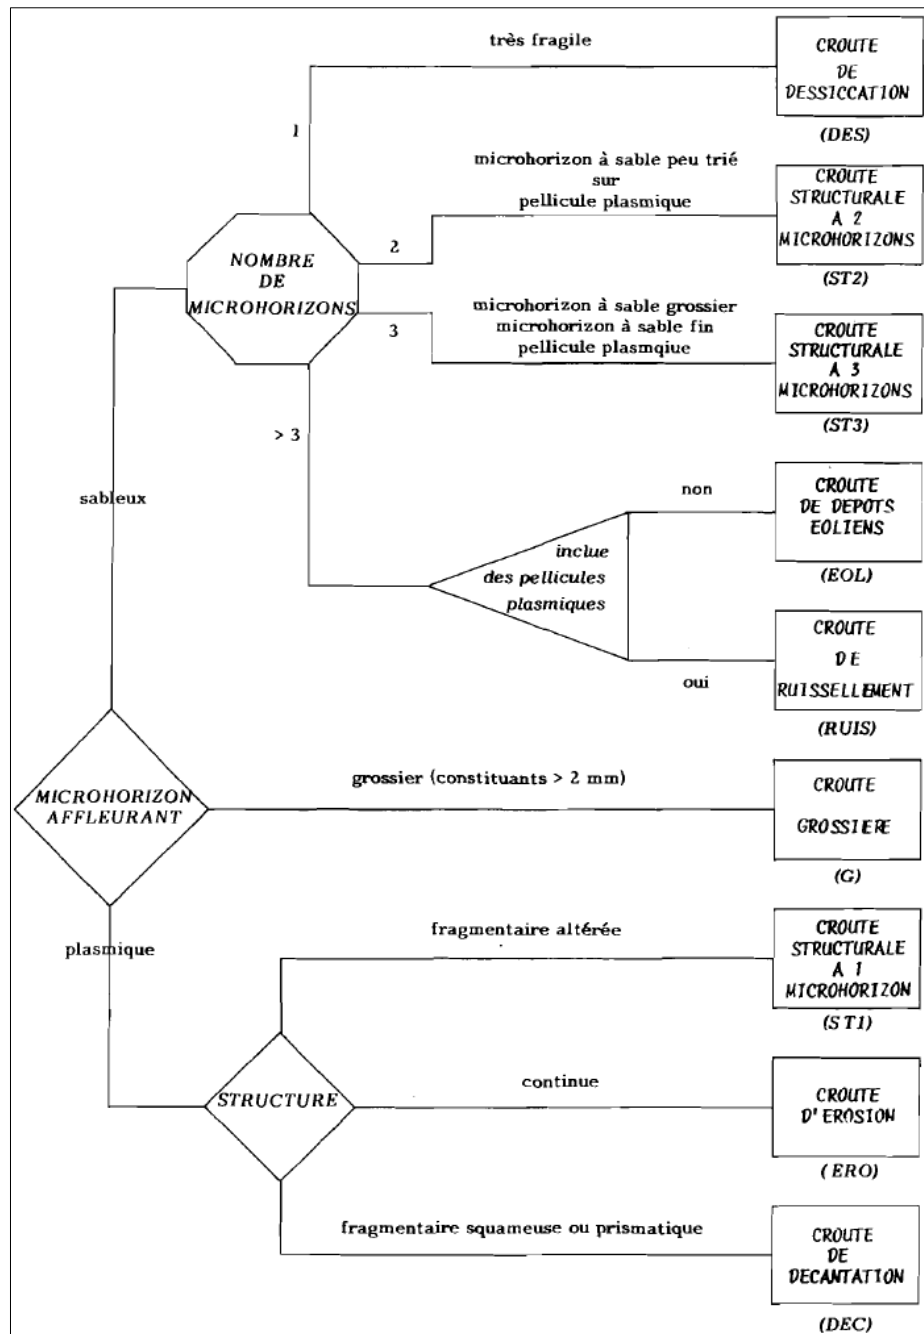 très fragile
CROUTE
DE
DESSICCATION
(DES)
1
microhorizon à sable peu trié
sur
pellicule plasmique
CROUTE
STRUCTURALE
A 2
MICROHORIZONS
(ST2)
2
NOMBRE
DE
MICROHORIZONS
3
microhorizon à sable grossier
microhorizon à sable fin
pellicule plasmqiue
CROUTE
STRUCTURALE
A 3
MICROHORIZONS
(ST3)
> 3
sableux
non
CROUTE
DE DEPOTS
EOLIENS
(EOL)
inclue
des pellicules
plasmiques
oui
CROUTE
DE
RUISSELLEMENT
(RUIS)
MICROHORIZON
AFFLEURANT
grossier (constituants > 2 mm)
CROUTE
GROSSIERE
(G)
plasmique
fragmentaire altérée
CROUTE
STRUCTURALE
A 1
MICROHORIZON
(ST1)
STRUCTURE
continue
CROUTE
D'EROSION
(ERO)
fragmentaire squameuse ou prismatique
CROUTE
DE
DECANTATION
(DEC)